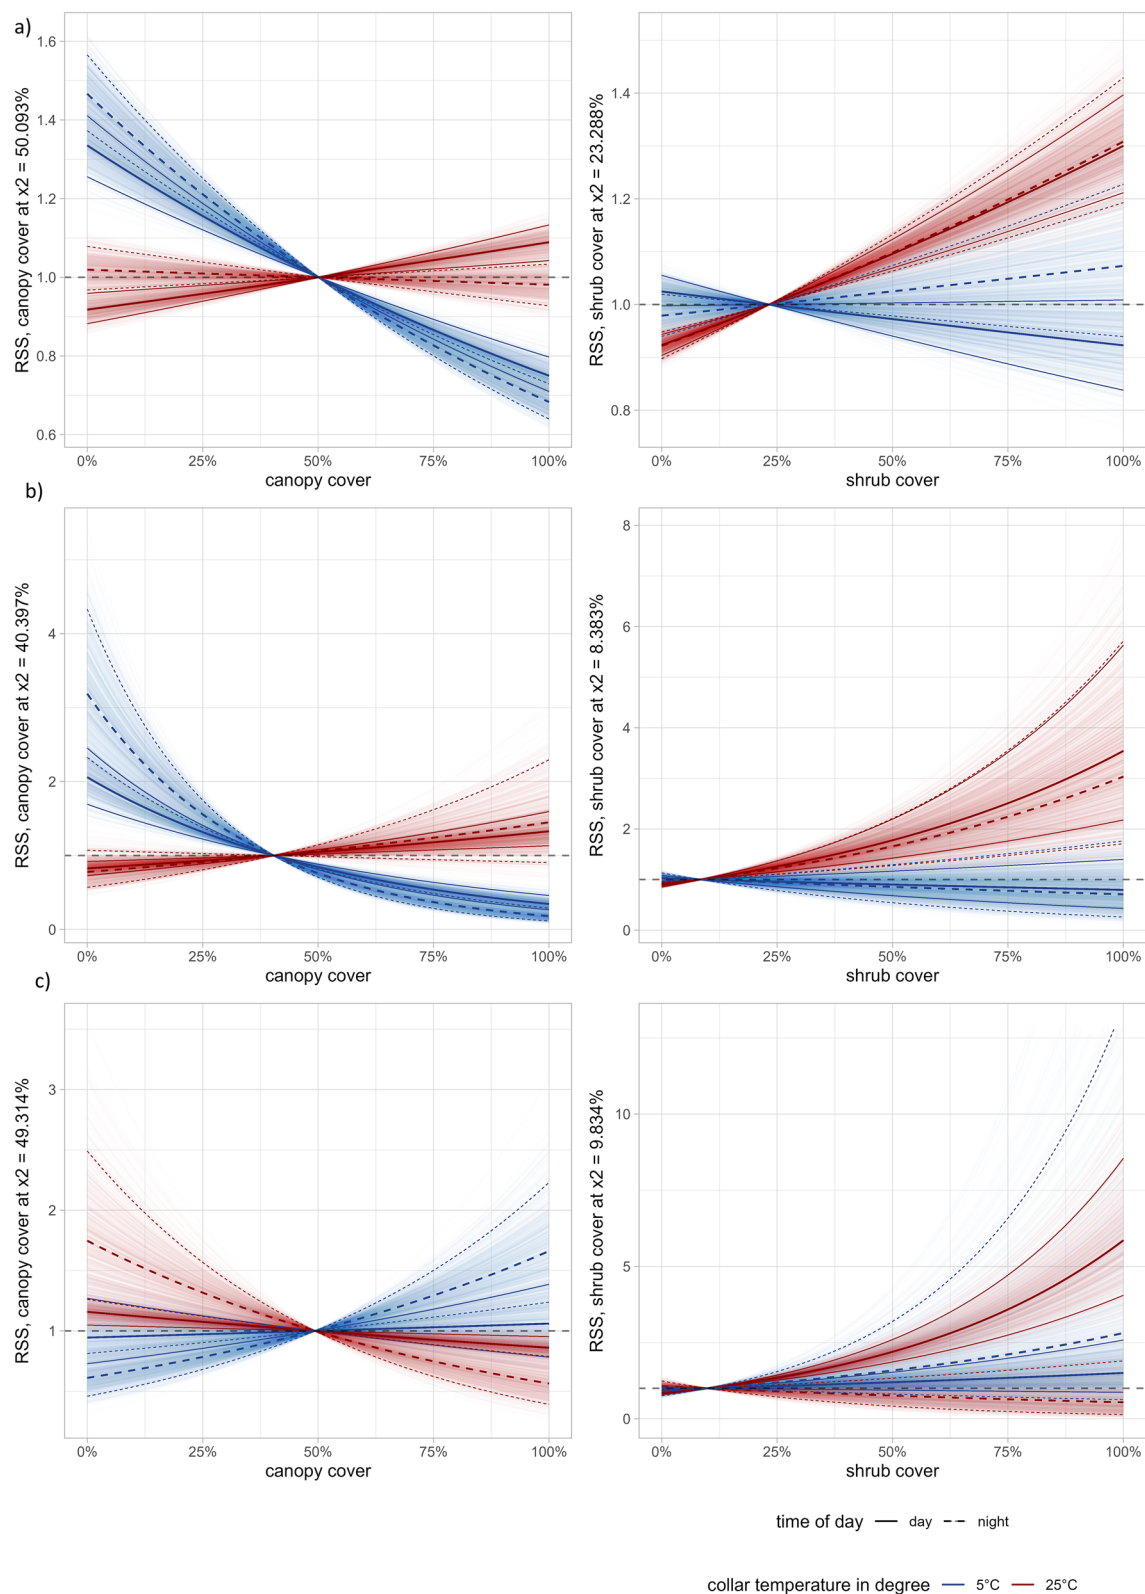 a)
RSS, canopy cover at x2 = 50.093%
1.6
1.4
1.2
1.0
0.8
0.6
0% 25% 50% 75% 100%
canopy cover
RSS, shrub cover at x2 = 23.288%
1.4
1.2
1.0
0.8
0% 25% 50% 75% 100%
shrub cover
b)
RSS, canopy cover at x2 = 40.397%
4
2
1
0
0% 25% 50% 75% 100%
canopy cover
RSS, shrub cover at x2 = 8.383%
8
6
4
2
1
0
0% 25% 50% 75% 100%
shrub cover
c)
RSS, canopy cover at x2 = 49.314%
3
2
1
0% 25% 50% 75% 100%
canopy cover
RSS, shrub cover at x2 = 9.834%
10
5
1
0
0% 25% 50% 75% 100%
shrub cover
time of day day night
collar temperature in degree 5°C 25°C